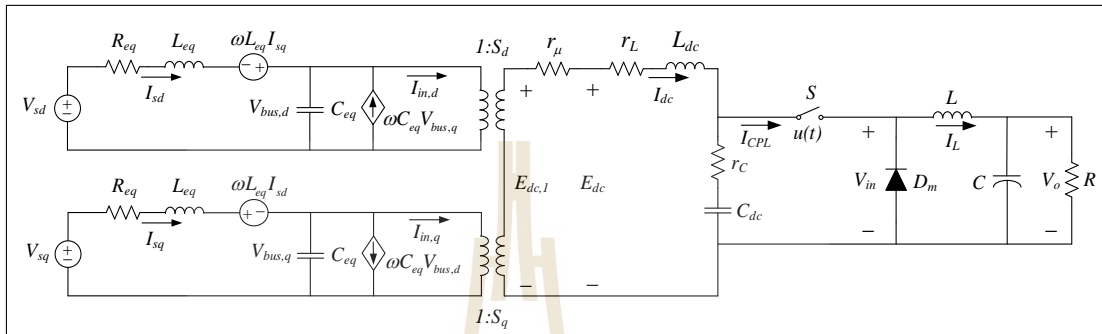 R_eq L_eq ωL_eq I_sq 1:S_d r_μ r_L L_dc
I_sd I_in,d I_dc S L
V_sd V_bus,d C_eq ωC_eq V_bus,q + + I_CPL u(t) + I_L +
r_C
R_eq L_eq ωL_eq I_sd E_dc,1 E_dc V_in D_m C V_o R
C_dc
I_sq I_in,q − −
V_sq V_bus,q C_eq ωC_eq V_bus,d
− −
1:S_q